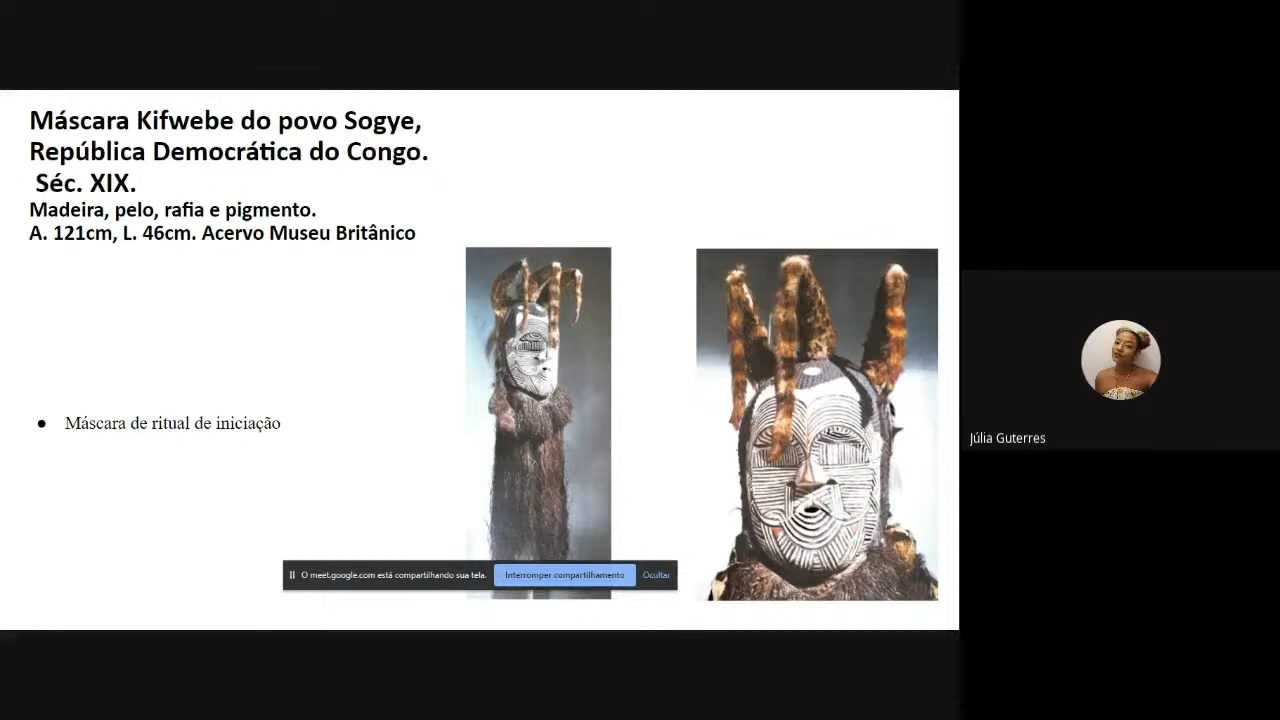 Máscara Kifwebe do povo Sogye,
República Democrática do Congo.
Séc. XIX.
Madeira, pelo, rafia e pigmento.
A. 121cm, L. 46cm. Acervo Museu Britânico
● Máscara de ritual de iniciação
Júlia Guterres
O meet.google.com está compartilhando sua tela. Interromper compartilhamento Ocultar